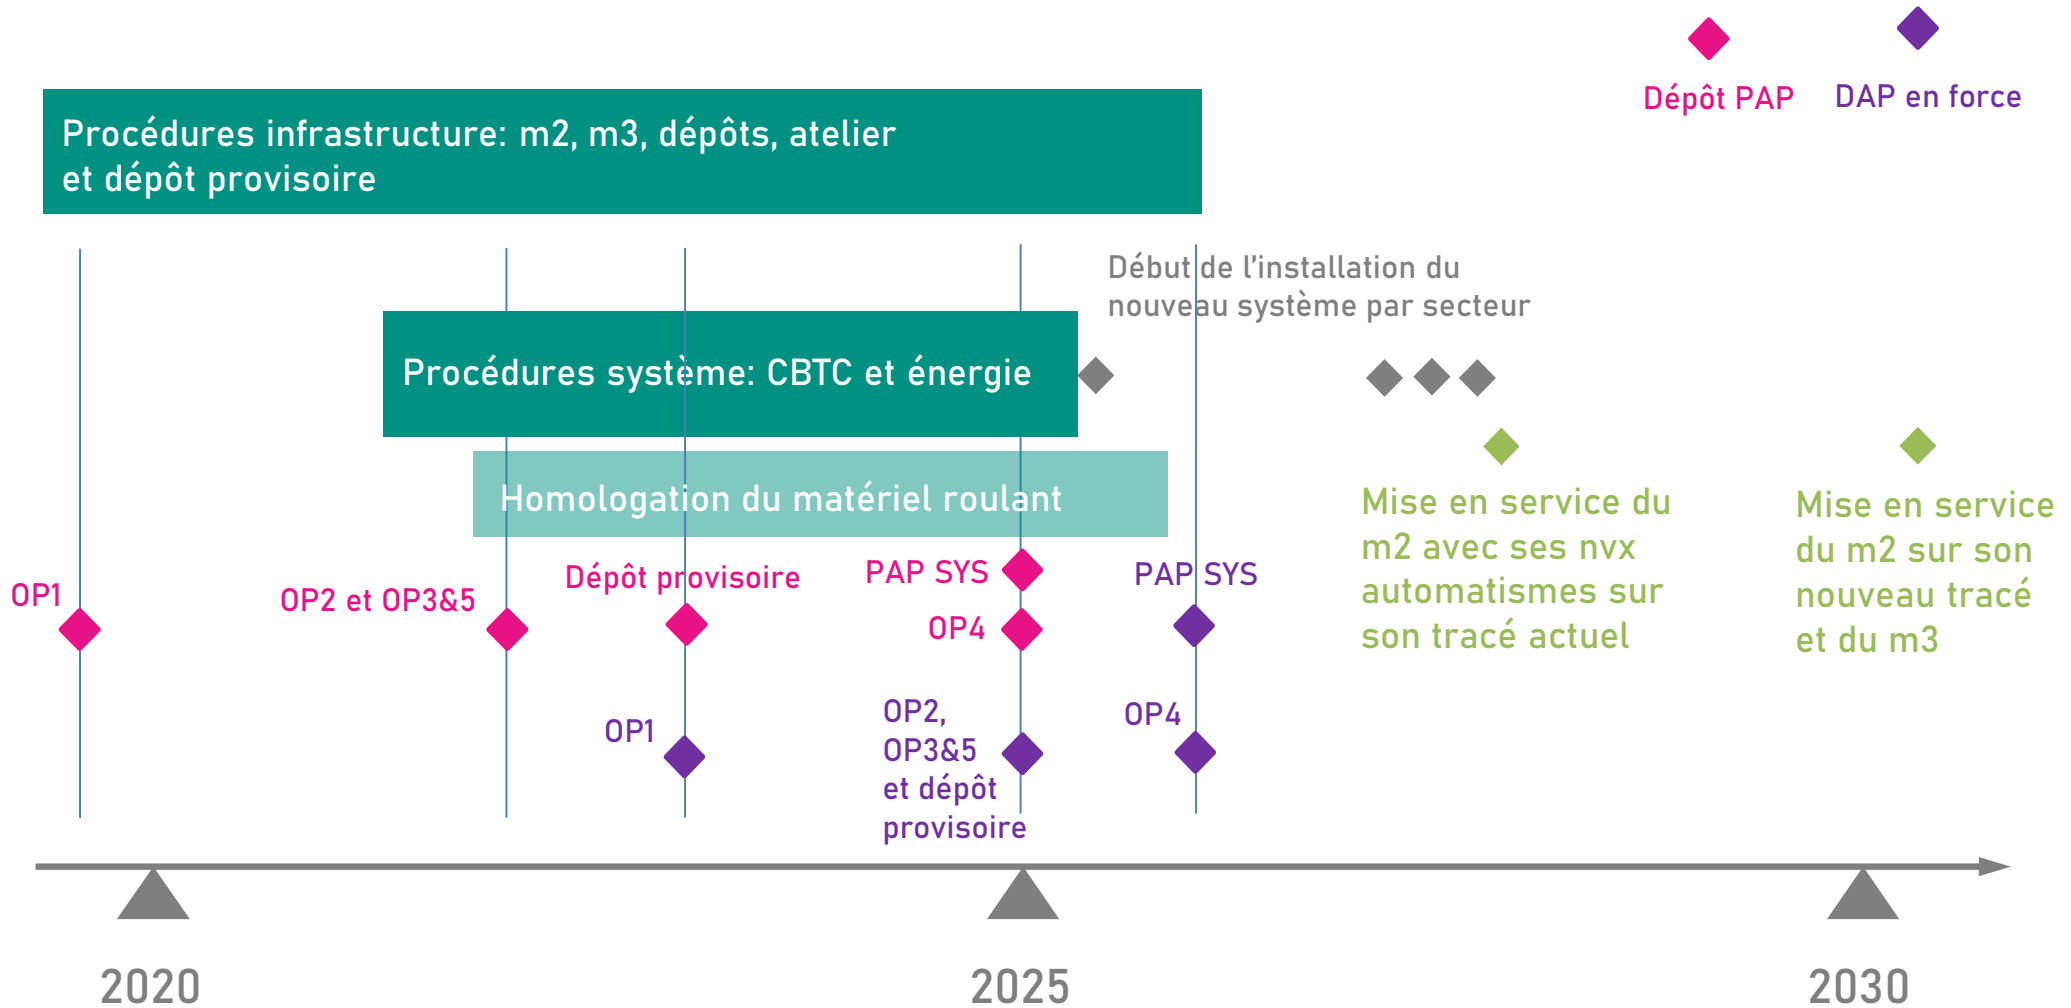 Dépôt PAP
DAP en force
Procédures infrastructure: m2, m3, dépôts, atelier
et dépôt provisoire
Début de l'installation du
nouveau système par secteur
Procédures système: CBTC et énergie
Homologation du matériel roulant
Mise en service du
m2 avec ses nvx
automatismes sur
son tracé actuel
Mise en service
du m2 sur son
nouveau tracé
et du m3
OP1
OP2 et OP3&5
Dépôt provisoire
PAP SYS
OP4
PAP SYS
OP1
OP2,
OP3&5
et dépôt
provisoire
OP4
2020
2025
2030